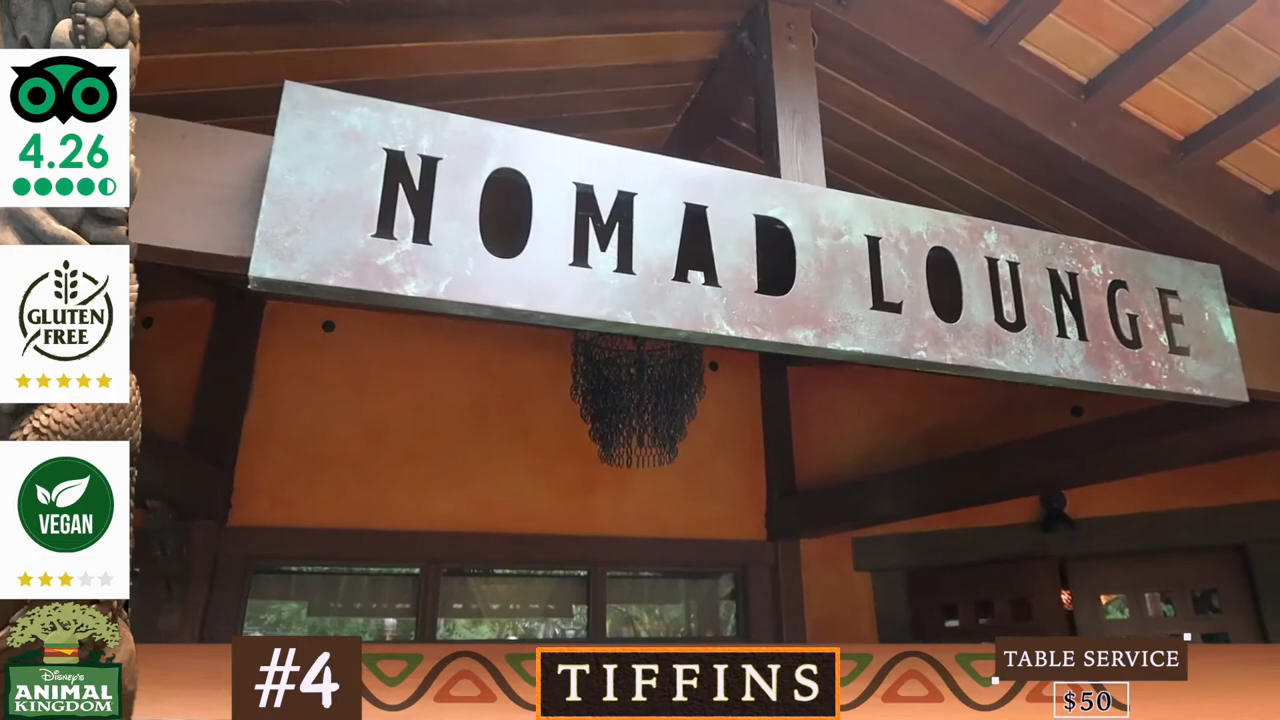 NOMAD LOUNGE
4.26
GLUTEN
FREE
VEGAN
DISNEY'S
ANIMAL
KINGDOM
#4
TIFFINS
TABLE SERVICE
$50